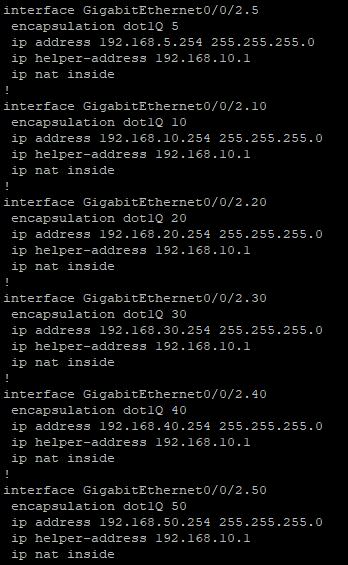 interface GigabitEthernet0/0/2.5
 encapsulation dot1Q 5
 ip address 192.168.5.254 255.255.255.0
 ip helper-address 192.168.10.1
 ip nat inside
!
interface GigabitEthernet0/0/2.10
 encapsulation dot1Q 10
 ip address 192.168.10.254 255.255.255.0
 ip helper-address 192.168.10.1
 ip nat inside
!
interface GigabitEthernet0/0/2.20
 encapsulation dot1Q 20
 ip address 192.168.20.254 255.255.255.0
 ip helper-address 192.168.10.1
 ip nat inside
!
interface GigabitEthernet0/0/2.30
 encapsulation dot1Q 30
 ip address 192.168.30.254 255.255.255.0
 ip helper-address 192.168.10.1
 ip nat inside
!
interface GigabitEthernet0/0/2.40
 encapsulation dot1Q 40
 ip address 192.168.40.254 255.255.255.0
 ip helper-address 192.168.10.1
 ip nat inside
!
interface GigabitEthernet0/0/2.50
 encapsulation dot1Q 50
 ip address 192.168.50.254 255.255.255.0
 ip helper-address 192.168.10.1
 ip nat inside